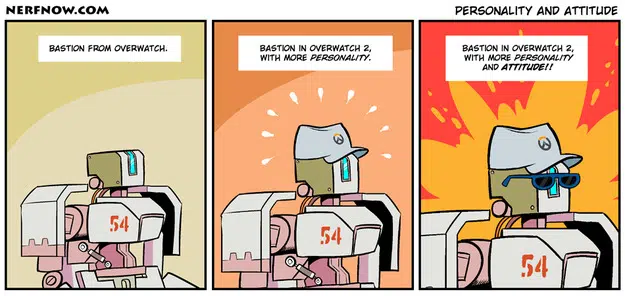 NERFNOW.COM
PERSONALITY AND ATTITUDE
BASTION FROM OVERWATCH.
54
BASTION IN OVERWATCH 2,
WITH MORE PERSONALITY.
54
BASTION IN OVERWATCH 2,
WITH MORE PERSONALITY
AND ATTITUDE!!
54